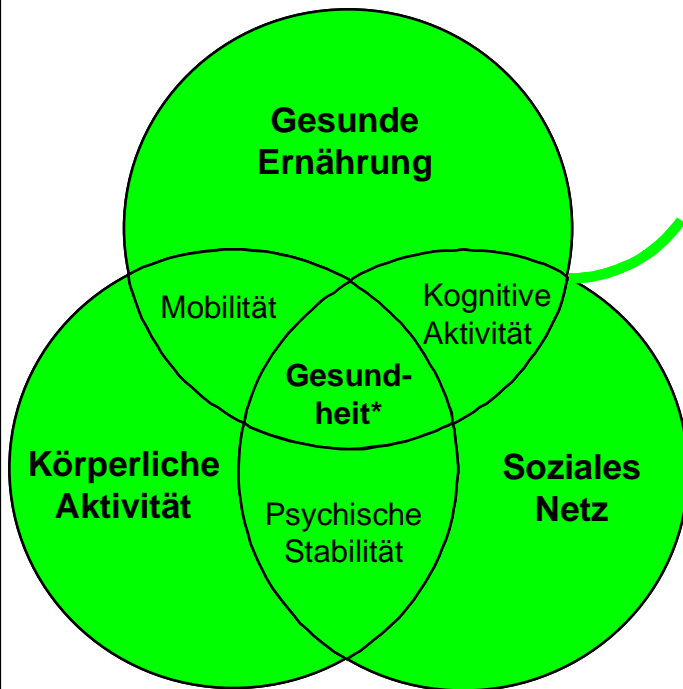 Gesunde
Ernährung
Mobilität
Kognitive
Aktivität
Gesund-
heit*
Körperliche
Aktivität
Soziales
Netz
Psychische
Stabilität